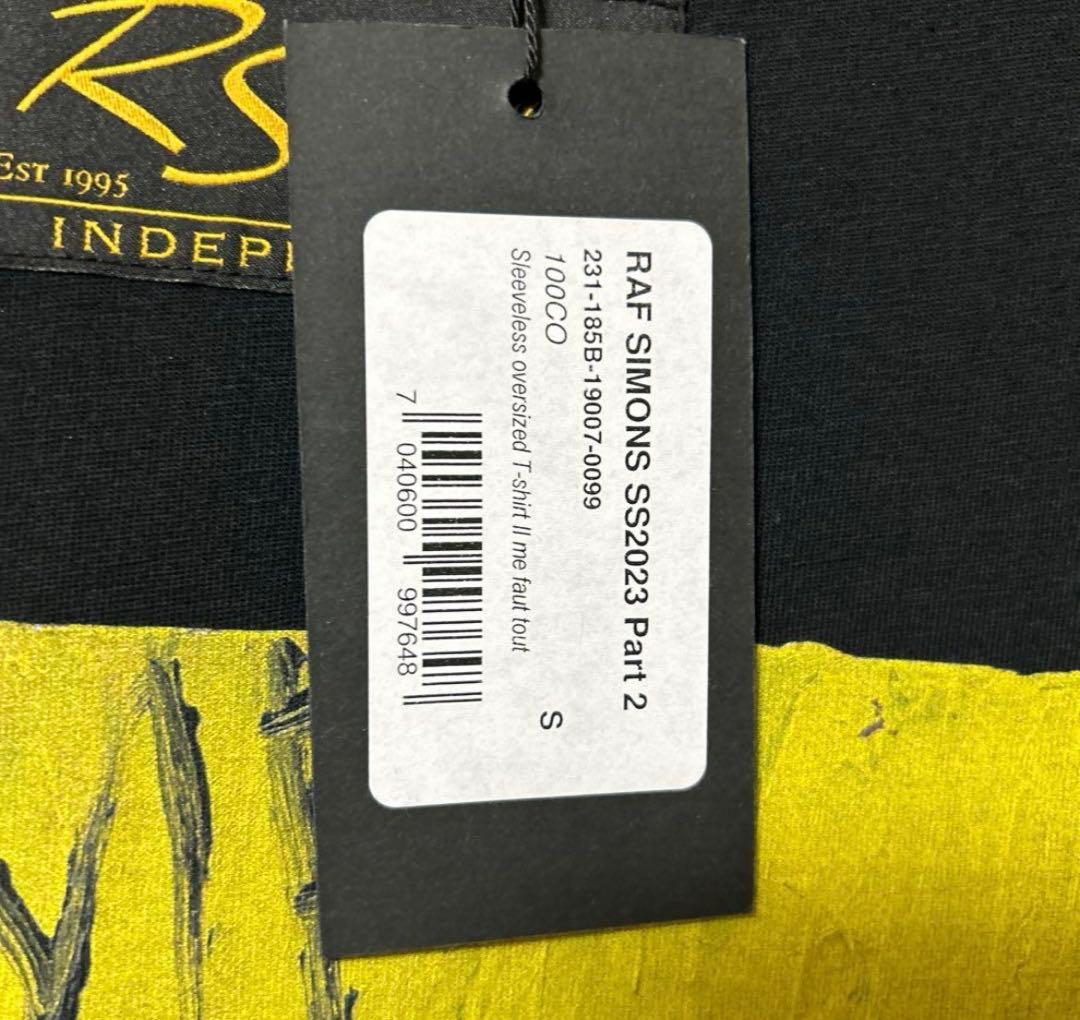 RS
EST 1995
INDEP
RAF SIMONS SS2023 Part 2
231-185B-19007-0099
100CO
S
Sleeveless oversized T-shirt Il me faut tout
7 040600 997648